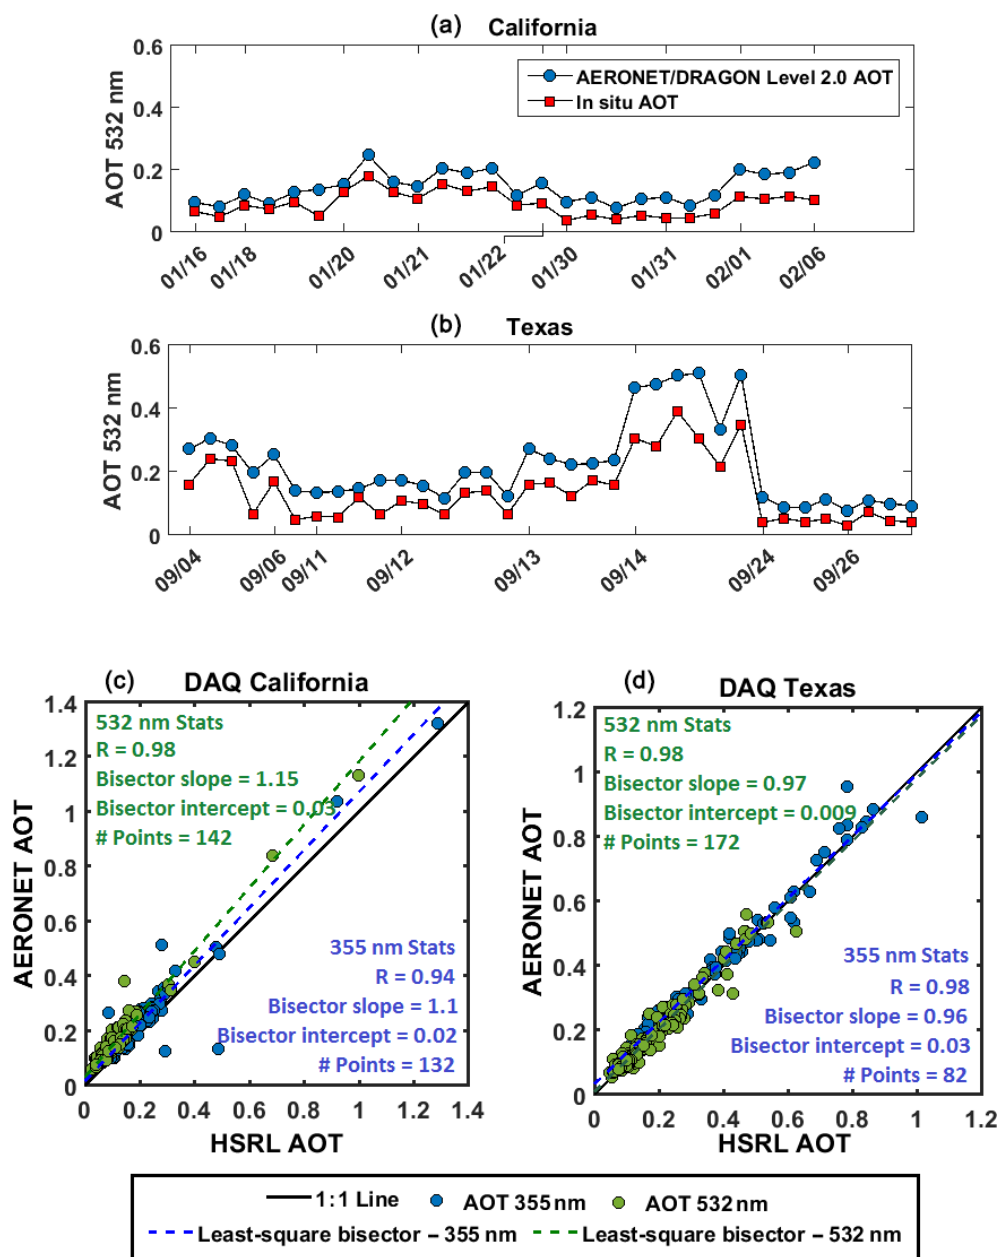 (a) California
0.6
0.4
0.2
0
AOT 532 nm
AERONET/DRAGON Level 2.0 AOT
In situ AOT
01/16
01/18
01/20
01/21
01/22
01/30
01/31
02/01
02/06
(b) Texas
0.6
0.4
0.2
0
AOT 532 nm
09/04
09/06
09/11
09/12
09/13
09/14
09/24
09/26
(c) DAQ California
1.4
1.2
1
0.8
0.6
0.4
0.2
0
AERONET AOT
532 nm Stats
R = 0.98
Bisector slope = 1.15
Bisector intercept = 0.03
# Points = 142
355 nm Stats
R = 0.94
Bisector slope = 1.1
Bisector intercept = 0.02
# Points = 132
0 0.2 0.4 0.6 0.8 1 1.2 1.4
HSRL AOT
(d) DAQ Texas
1.2
1
0.8
0.6
0.4
0.2
0
AERONET AOT
532 nm Stats
R = 0.98
Bisector slope = 0.97
Bisector intercept = 0.009
# Points = 172
355 nm Stats
R = 0.98
Bisector slope = 0.96
Bisector intercept = 0.03
# Points = 82
0 0.2 0.4 0.6 0.8 1 1.2
HSRL AOT
1:1 Line AOT 355 nm AOT 532 nm
Least-square bisector – 355 nm Least-square bisector – 532 nm